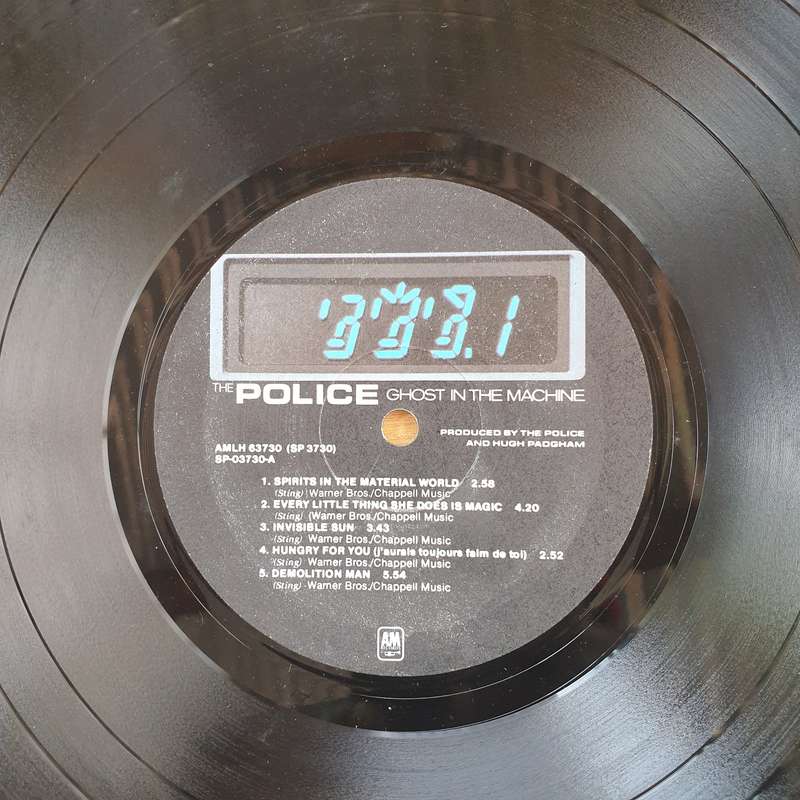 THE POLICE GHOST IN THE MACHINE
PRODUCED BY THE POLICE
AND HUGH PADGHAM
AMLH 63730 (SP 3730)
SP-03730-A
1. SPIRITS IN THE MATERIAL WORLD 2.58
(Sting) Warner Bros./Chappell Music
2. EVERY LITTLE THING SHE DOES IS MAGIC 4.20
(Sting) (Warner Bros./Chappell Music
3. INVISIBLE SUN 3.43
(Sting) Warner Bros./Chappell Music
4. HUNGRY FOR YOU (j'aurais toujours faim de toi) 2.52
(Sting) Warner Bros./Chappell Music
5. DEMOLITION MAN 5.54
(Sting) Warner Bros./Chappell Music
AM